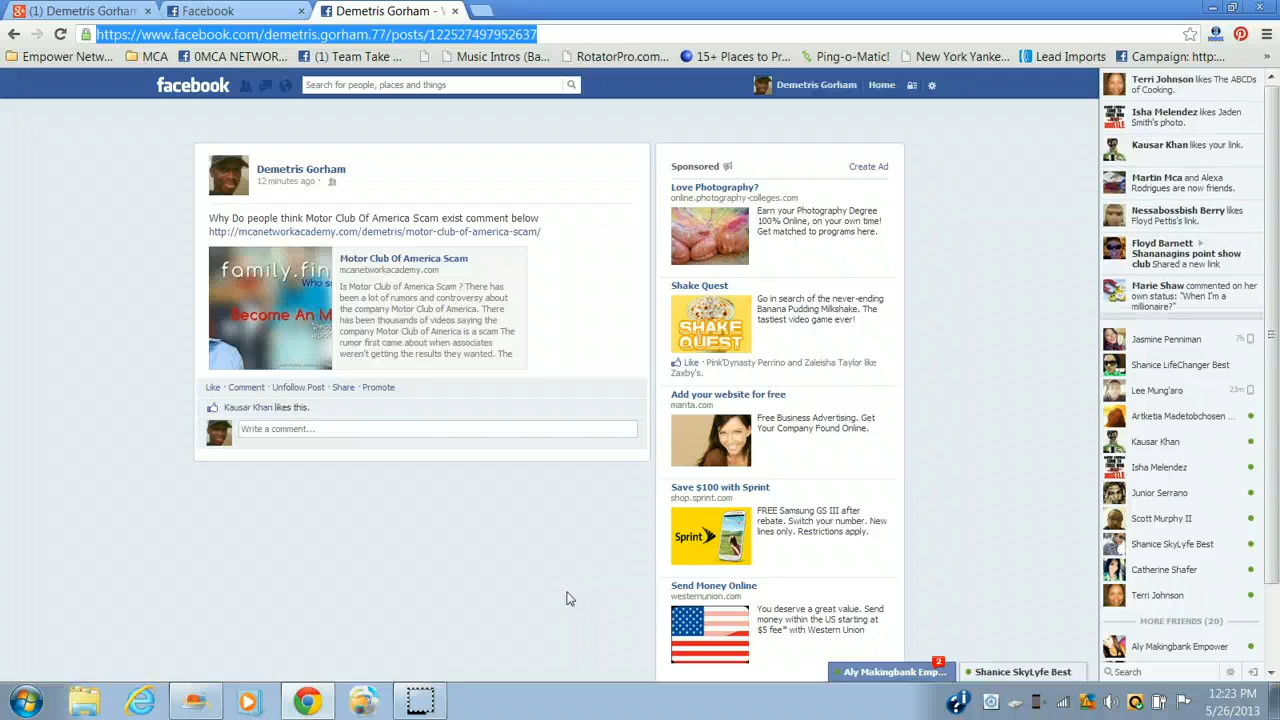 (1) Demetris Gorham
Facebook
Demetris Gorham -
https://www.facebook.com/demetris.gorham.77/posts/122527497952637
Empower Netw...
MCA
0MCA NETWOR...
(1) Team Take ...
Music Intros (Ba...
RotatorPro.com
15+ Places to Pr...
Ping-o-Matic!
New Yorke...
Lead Imports
Campaign: http:...
facebook
Search for people, places and things
Demetris Gorham
Home
Demetris Gorham
12 minutes ago ·
Why Do people think Motor Club Of America Scam exist comment below
http://mcanetworkacademy.com/demetris/motor-club-of-america-scam/
family.fin
Who s
Become An M
Motor Club Of America Scam
mcanetworkacademy.com
Is Motor Club of America Scam ? There has
been a lot of rumors and controversy about
the company Motor Club of America. There
has been thousands of videos saying the
company Motor Club of America is a scam The
rumor first came about when associates
weren't getting the results they wanted. The
Like · Comment · Unfollow Post · Share · Promote
Kausar Khan likes this.
Write a comment...
Sponsored
Create Ad
Love Photography?
online.photography-colleges.com
Earn your Photography Degree
100% Online, on your own time!
Get matched to programs here.
Shake Quest
SHAKE
QUEST
Go in search of the never-ending
Banana Pudding Milkshake. The
tastiest video game ever!
Like · Pink'Dynasty Perrino and Zaleisha Taylor like
Zaxby's.
Add your website for free
manta.com
Free Business Advertising. Get
Your Company Found Online.
Save $100 with Sprint
shop.sprint.com
Sprint
FREE Samsung GS III after
rebate. Switch your number. New
lines only. Restrictions apply.
Send Money Online
westernunion.com
You deserve a great value. Send
money within the US starting at
$5 fee* with Western Union
Terri Johnson likes The ABCDs
of Cooking.
Isha Melendez likes Jaden
Smith's photo.
Kausar Khan likes your link.
Martin Mca and Alexa
Rodrigues are now friends.
Nessabossbish Berry likes
Floyd Pettis's link.
Floyd Barnett
Shananagins point show
club Shared a new link
Marie Shaw commented on her
own status: "When I'm a
millionaire?"
Jasmine Penniman
7h
Shanice LifeChanger Best
Lee Mung'aro
23m
Artketia Madetobchosen ...
Kausar Khan
Isha Melendez
Junior Serrano
Scott Murphy II
Shanice SkyLyfe Best
Catherine Shafer
Terri Johnson
MORE FRIENDS (20)
Aly Makingbank Empower
Search
Aly Makingbank Emp...
2
Shanice SkyLyfe Best
12:23 PM
5/26/2013